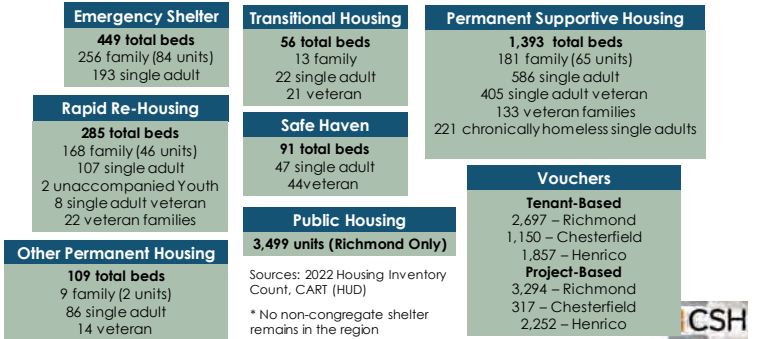 Emergency Shelter
449 total beds
256 family (84 units)
193 single adult
Transitional Housing
56 total beds
13 family
22 single adult
21 veteran
Permanent Supportive Housing
1,393 total beds
181 family (65 units)
586 single adult
405 single adult veteran
133 veteran families
221 chronically homeless single adults
Rapid Re-Housing
285 total beds
168 family (46 units)
107 single adult
2 unaccompanied Youth
8 single adult veteran
22 veteran families
Safe Haven
91 total beds
47 single adult
44veteran
Vouchers
Tenant-Based
2,697 – Richmond
1,150 – Chesterfield
1,857 – Henrico
Project-Based
3,294 – Richmond
317 – Chesterfield
2,252 – Henrico
Public Housing
3,499 units (Richmond Only)
Other Permanent Housing
109 total beds
9 family (2 units)
86 single adult
14 veteran
Sources: 2022 Housing Inventory
Count, CART (HUD)
* No non-congregate shelter
remains in the region
CSH